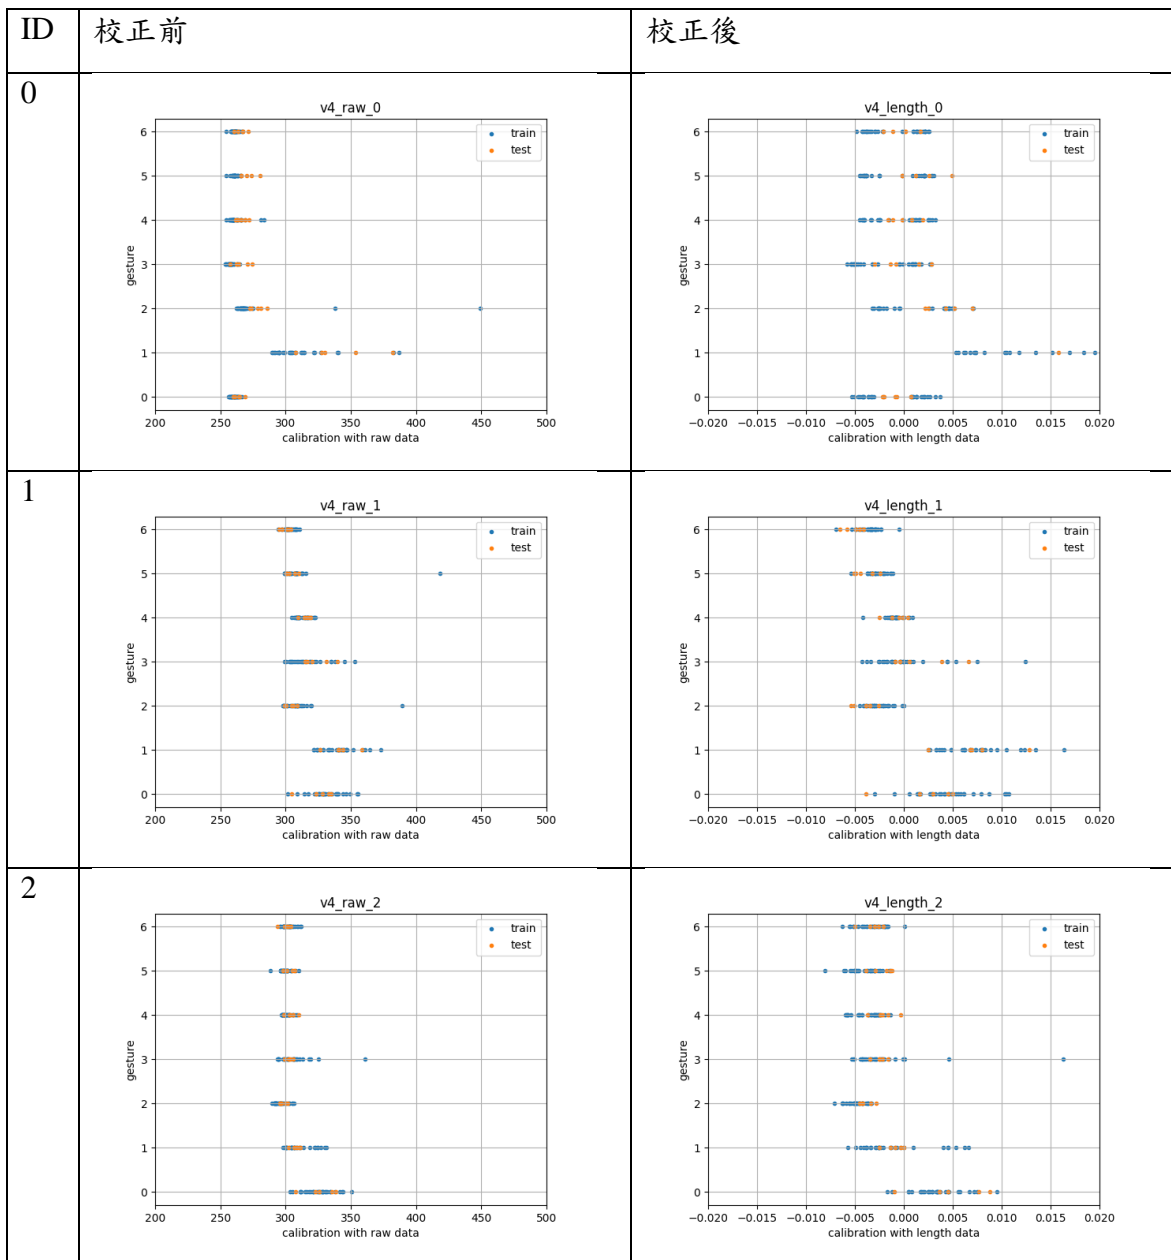 ID 校正前 校正後
0
v4_raw_0
train
test
gesture
6
5
4
3
2
1
0
200 250 300 350 400 450 500
calibration with raw data
v4_length_0
train
test
gesture
6
5
4
3
2
1
0
−0.020 −0.015 −0.010 −0.005 0.000 0.005 0.010 0.015 0.020
calibration with length data
1
v4_raw_1
train
test
gesture
6
5
4
3
2
1
0
200 250 300 350 400 450 500
calibration with raw data
v4_length_1
train
test
gesture
6
5
4
3
2
1
0
−0.020 −0.015 −0.010 −0.005 0.000 0.005 0.010 0.015 0.020
calibration with length data
2
v4_raw_2
train
test
gesture
6
5
4
3
2
1
0
200 250 300 350 400 450 500
calibration with raw data
v4_length_2
train
test
gesture
6
5
4
3
2
1
0
−0.020 −0.015 −0.010 −0.005 0.000 0.005 0.010 0.015 0.020
calibration with length data